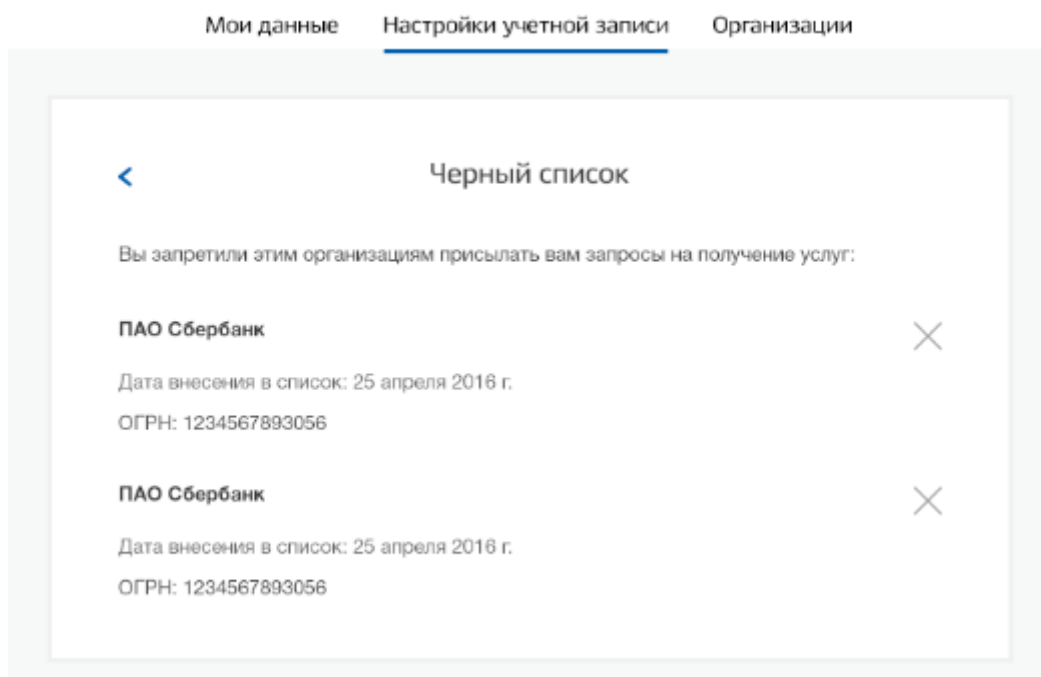 Мои данные Настройки учетной записи Организации
Черный список
Вы запретили этим организациям присылать вам запросы на получение услуг:
ПАО Сбербанк
Дата внесения в список: 25 апреля 2016 г.
ОГРН: 1234567893056
ПАО Сбербанк
Дата внесения в список: 25 апреля 2016 г.
ОГРН: 1234567893056